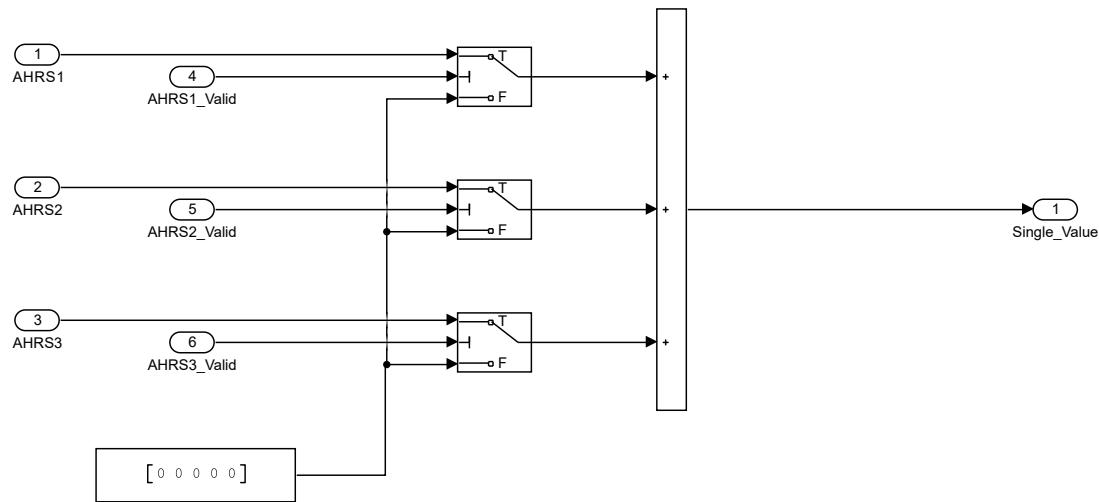 1
AHRS1
4
AHRS1_Valid
T
F
+
2
AHRS2
5
AHRS2_Valid
T
F
+
1
Single_Value
3
AHRS3
6
AHRS3_Valid
T
F
+
[0 0 0 0 0]